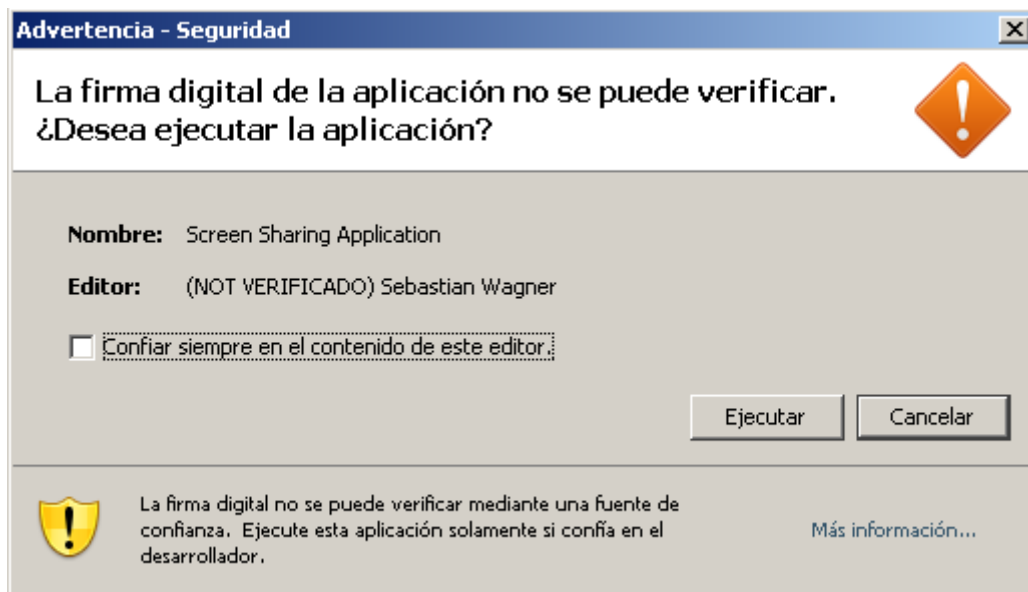 Advertencia - Seguridad
La firma digital de la aplicación no se puede verificar.
¿Desea ejecutar la aplicación?
Nombre: Screen Sharing Application
Editor: (NOT VERIFICADO) Sebastian Wagner
Confiar siempre en el contenido de este editor.
Ejecutar Cancelar
La firma digital no se puede verificar mediante una fuente de
confianza. Ejecute esta aplicación solamente si confía en el
desarrollador.
Más información...